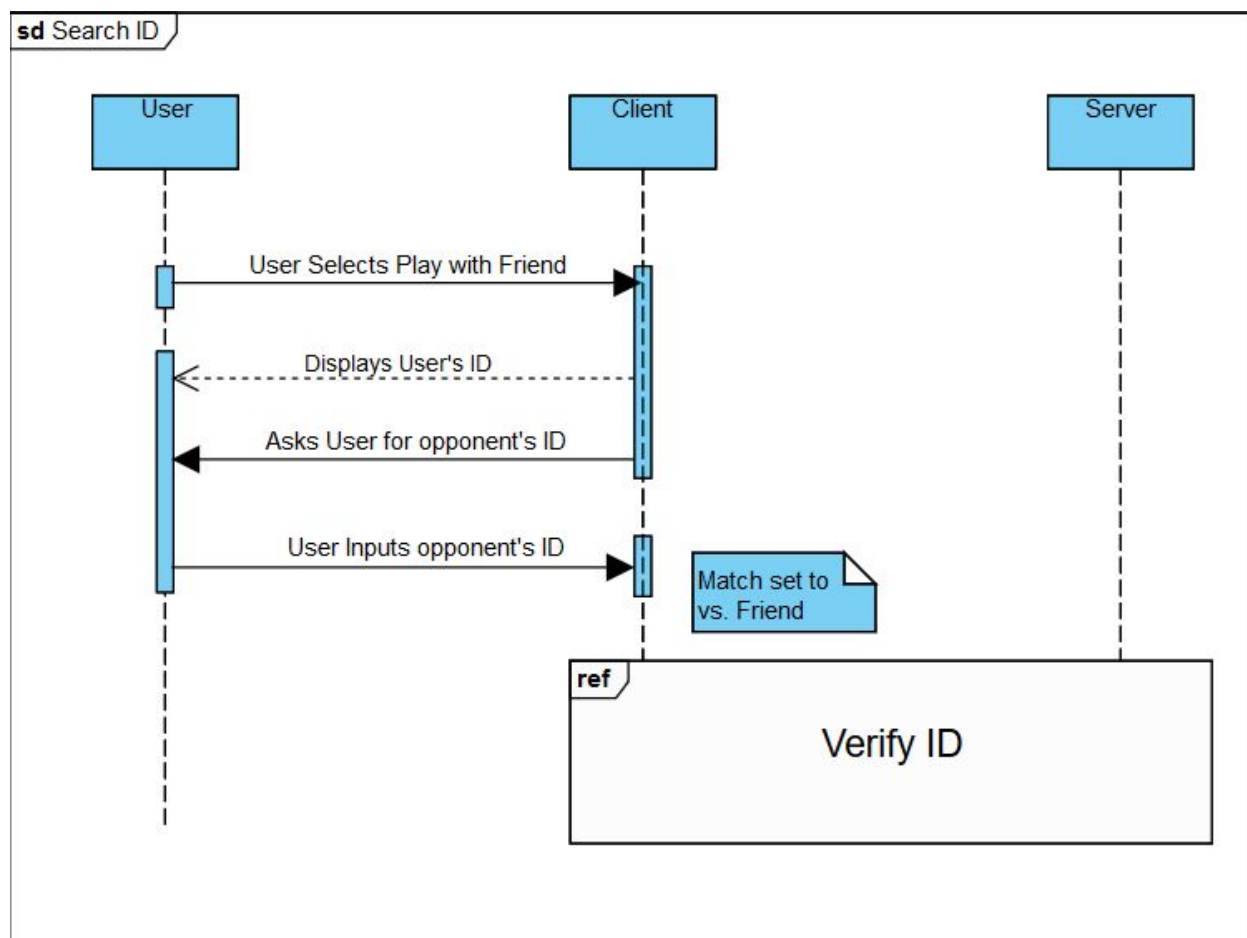 sd Search ID
User
Client
Server
User Selects Play with Friend
Displays User's ID
Asks User for opponent's ID
User Inputs opponent's ID
Match set to
vs. Friend
ref
Verify ID